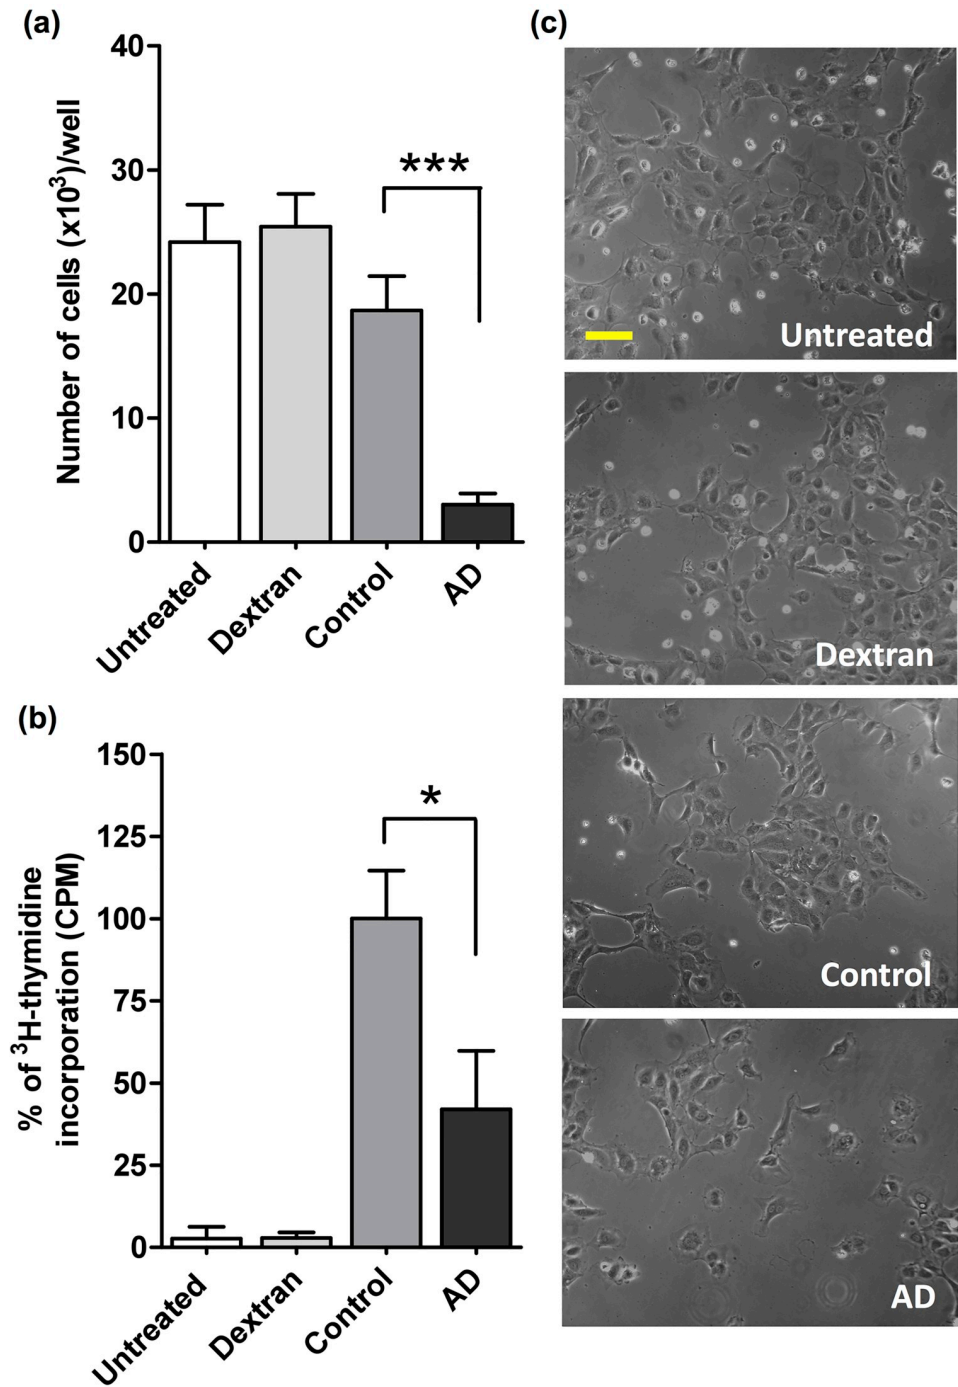 (a)
Number of cells (x10³)/well
40
30
20
10
0
***
Untreated
Dextran
Control
AD
(b)
% of ³H-thymidine
incorporation (CPM)
150
125
100
75
50
25
0
*
Untreated
Dextran
Control
AD
(c)
Untreated
Dextran
Control
AD